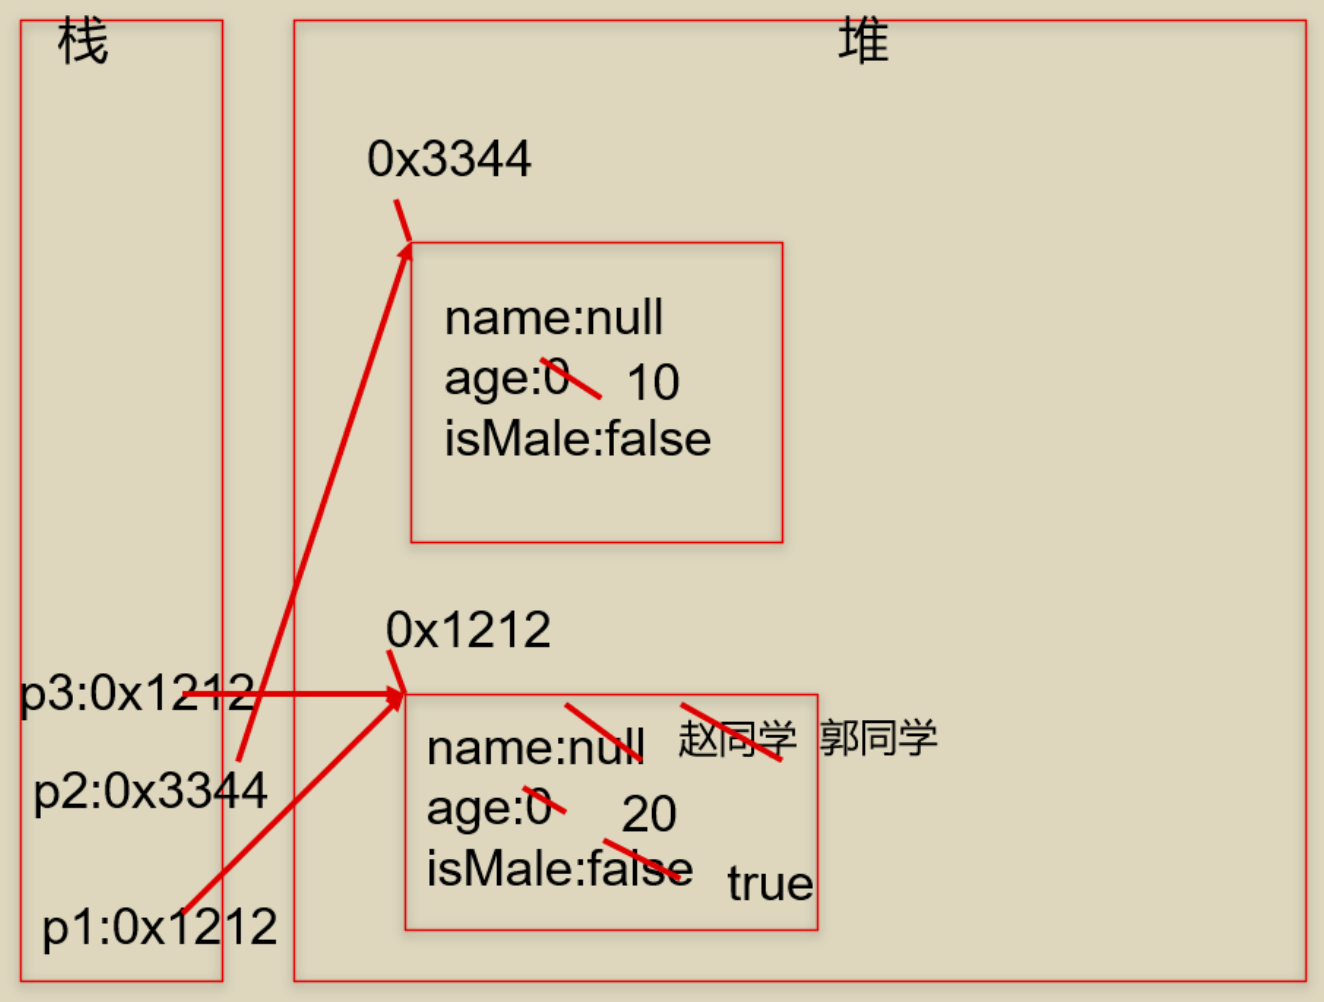 栈
堆
0x3344
name:null
age:0 10
isMale:false
0x1212
p3:0x1212
name:null 赵同学 郭同学
p2:0x3344
age:0 20
isMale:false true
p1:0x1212